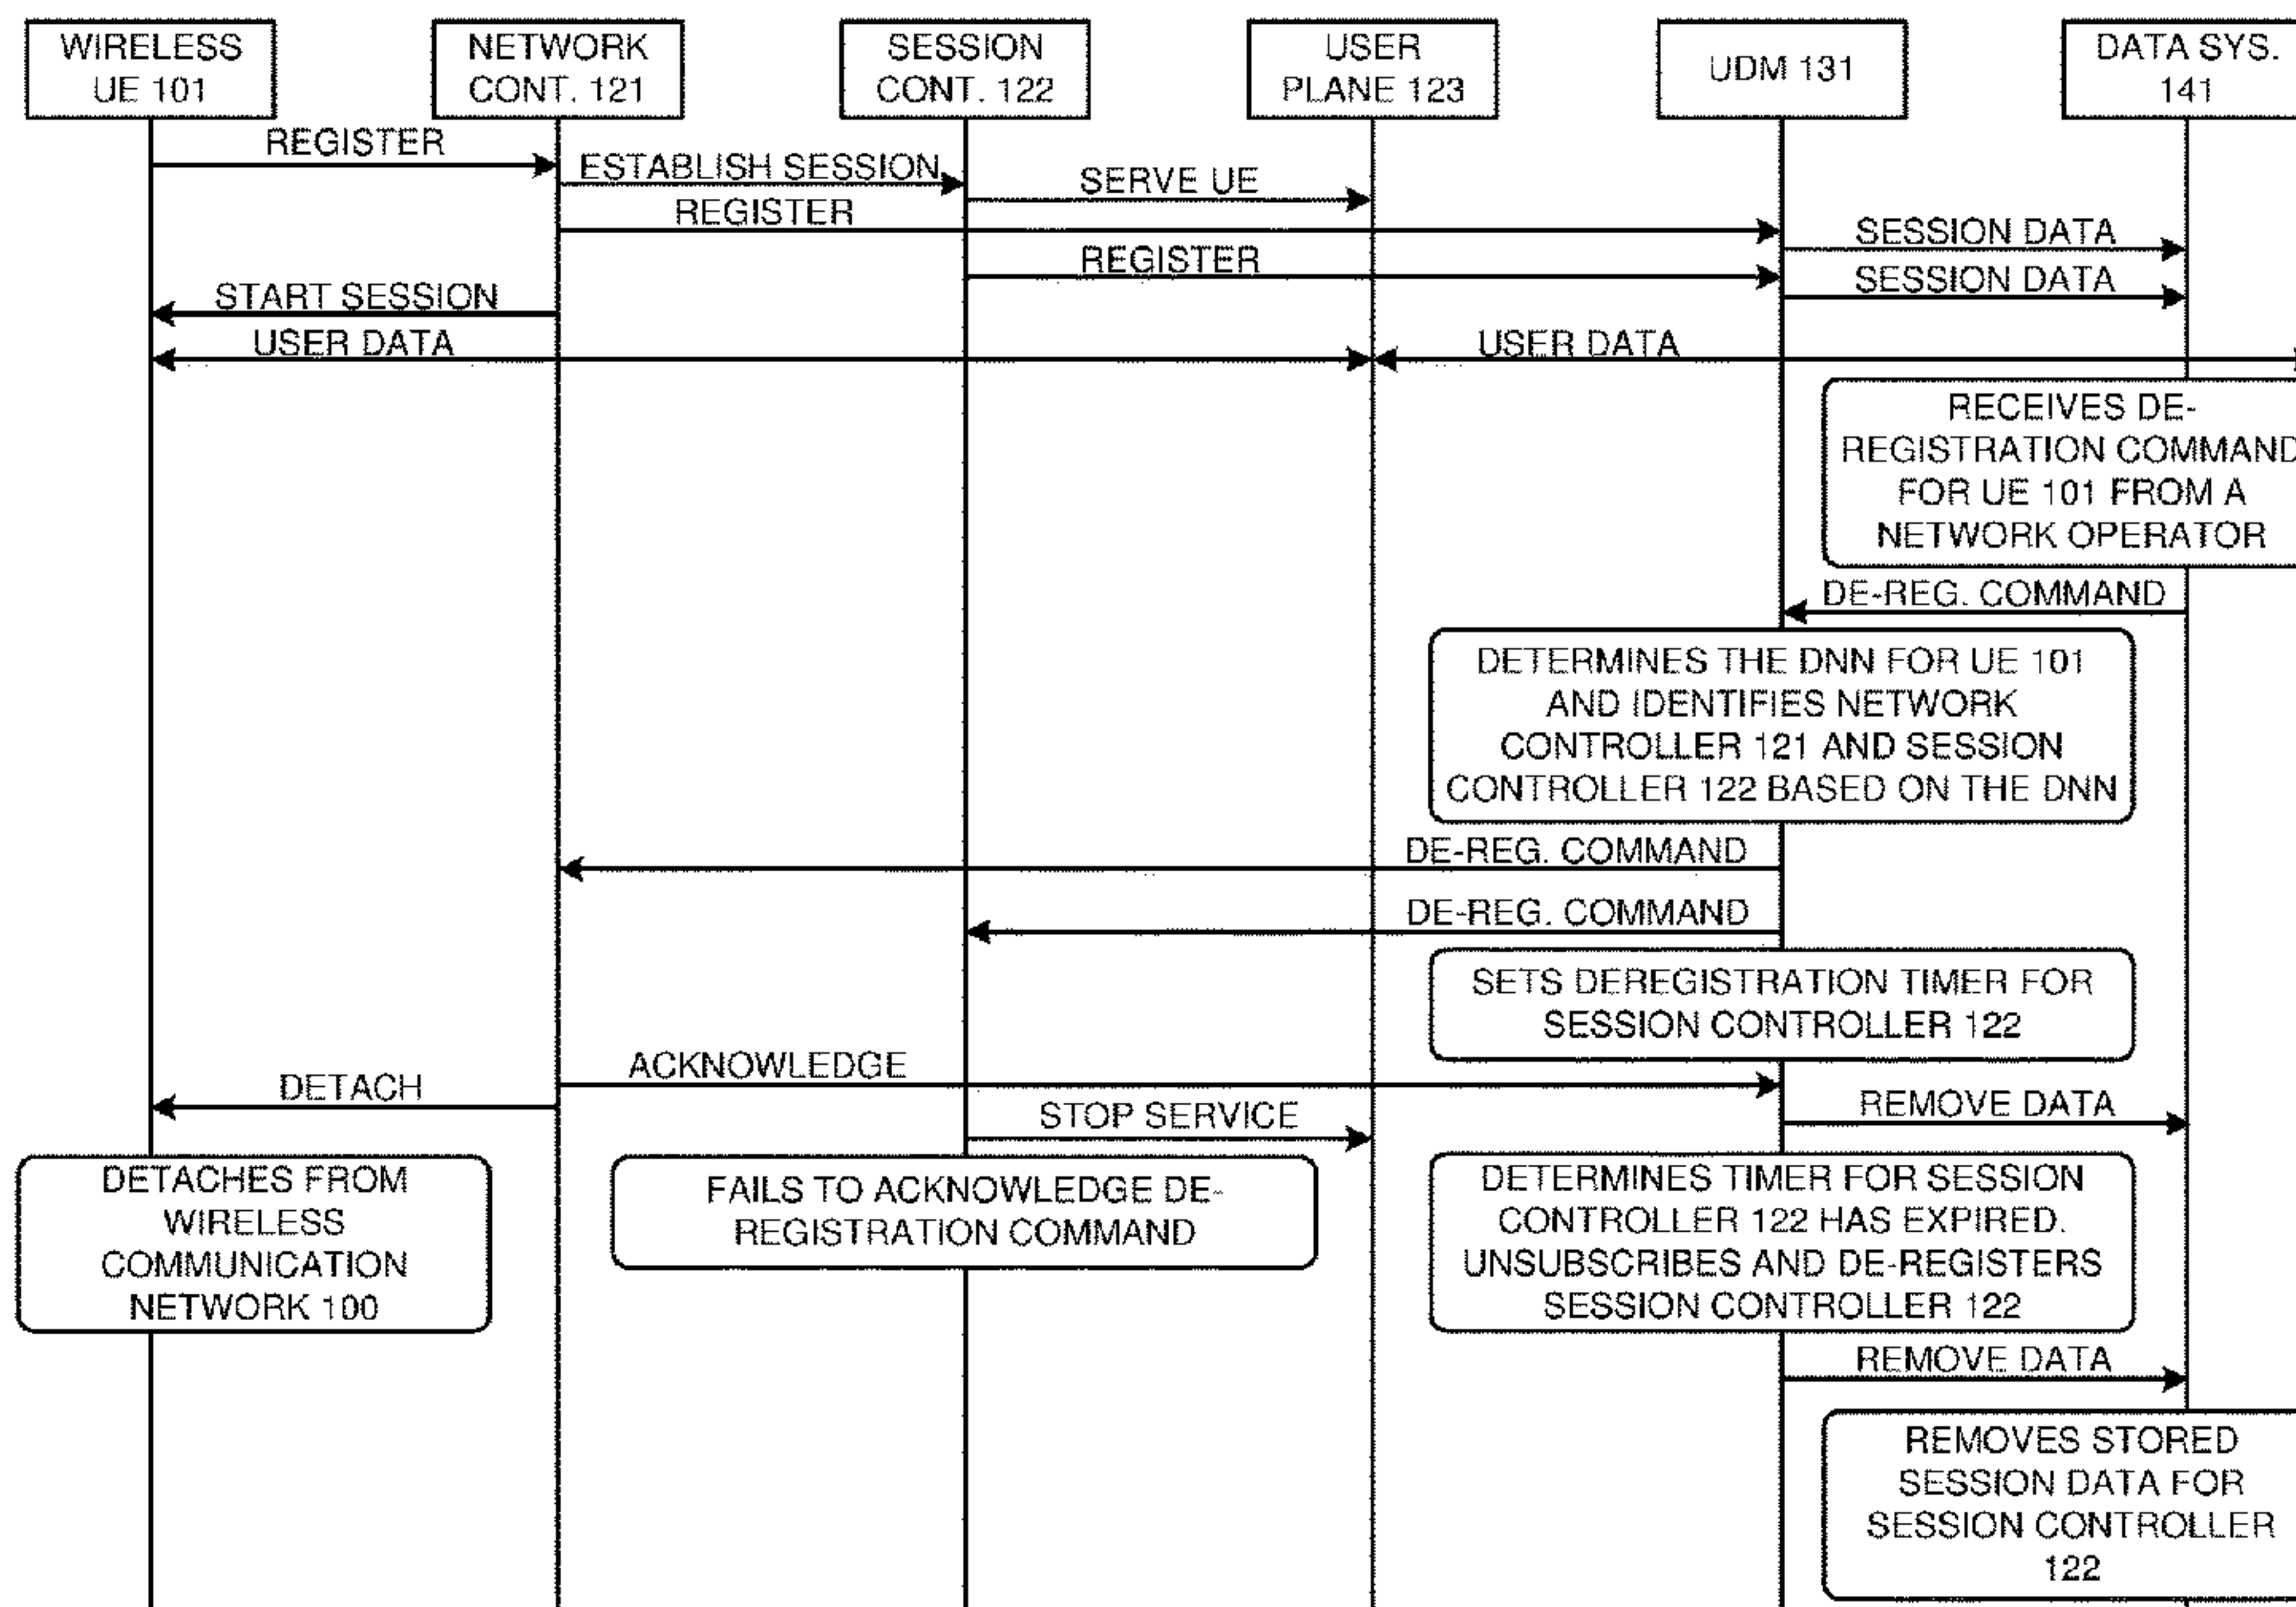 WIRELESS
UE 101
NETWORK
CONT. 121
SESSION
CONT. 122
USER
PLANE 123
UDM 131
DATA SYS.
141
REGISTER
ESTABLISH SESSION
SERVE UE
REGISTER
SESSION DATA
REGISTER
SESSION DATA
START SESSION
USER DATA
USER DATA
RECEIVES DE-
REGISTRATION COMMAND
FOR UE 101 FROM A
NETWORK OPERATOR
DE-REG. COMMAND
DETERMINES THE DNN FOR UE 101
AND IDENTIFIES NETWORK
CONTROLLER 121 AND SESSION
CONTROLLER 122 BASED ON THE DNN
DE-REG. COMMAND
DE-REG. COMMAND
SETS DEREGISTRATION TIMER FOR
SESSION CONTROLLER 122
ACKNOWLEDGE
DETACH
REMOVE DATA
STOP SERVICE
DETACHES FROM
WIRELESS
COMMUNICATION
NETWORK 100
FAILS TO ACKNOWLEDGE DE-
REGISTRATION COMMAND
DETERMINES TIMER FOR SESSION
CONTROLLER 122 HAS EXPIRED.
UNSUBSCRIBES AND DE-REGISTERS
SESSION CONTROLLER 122
REMOVE DATA
REMOVES STORED
SESSION DATA FOR
SESSION CONTROLLER
122